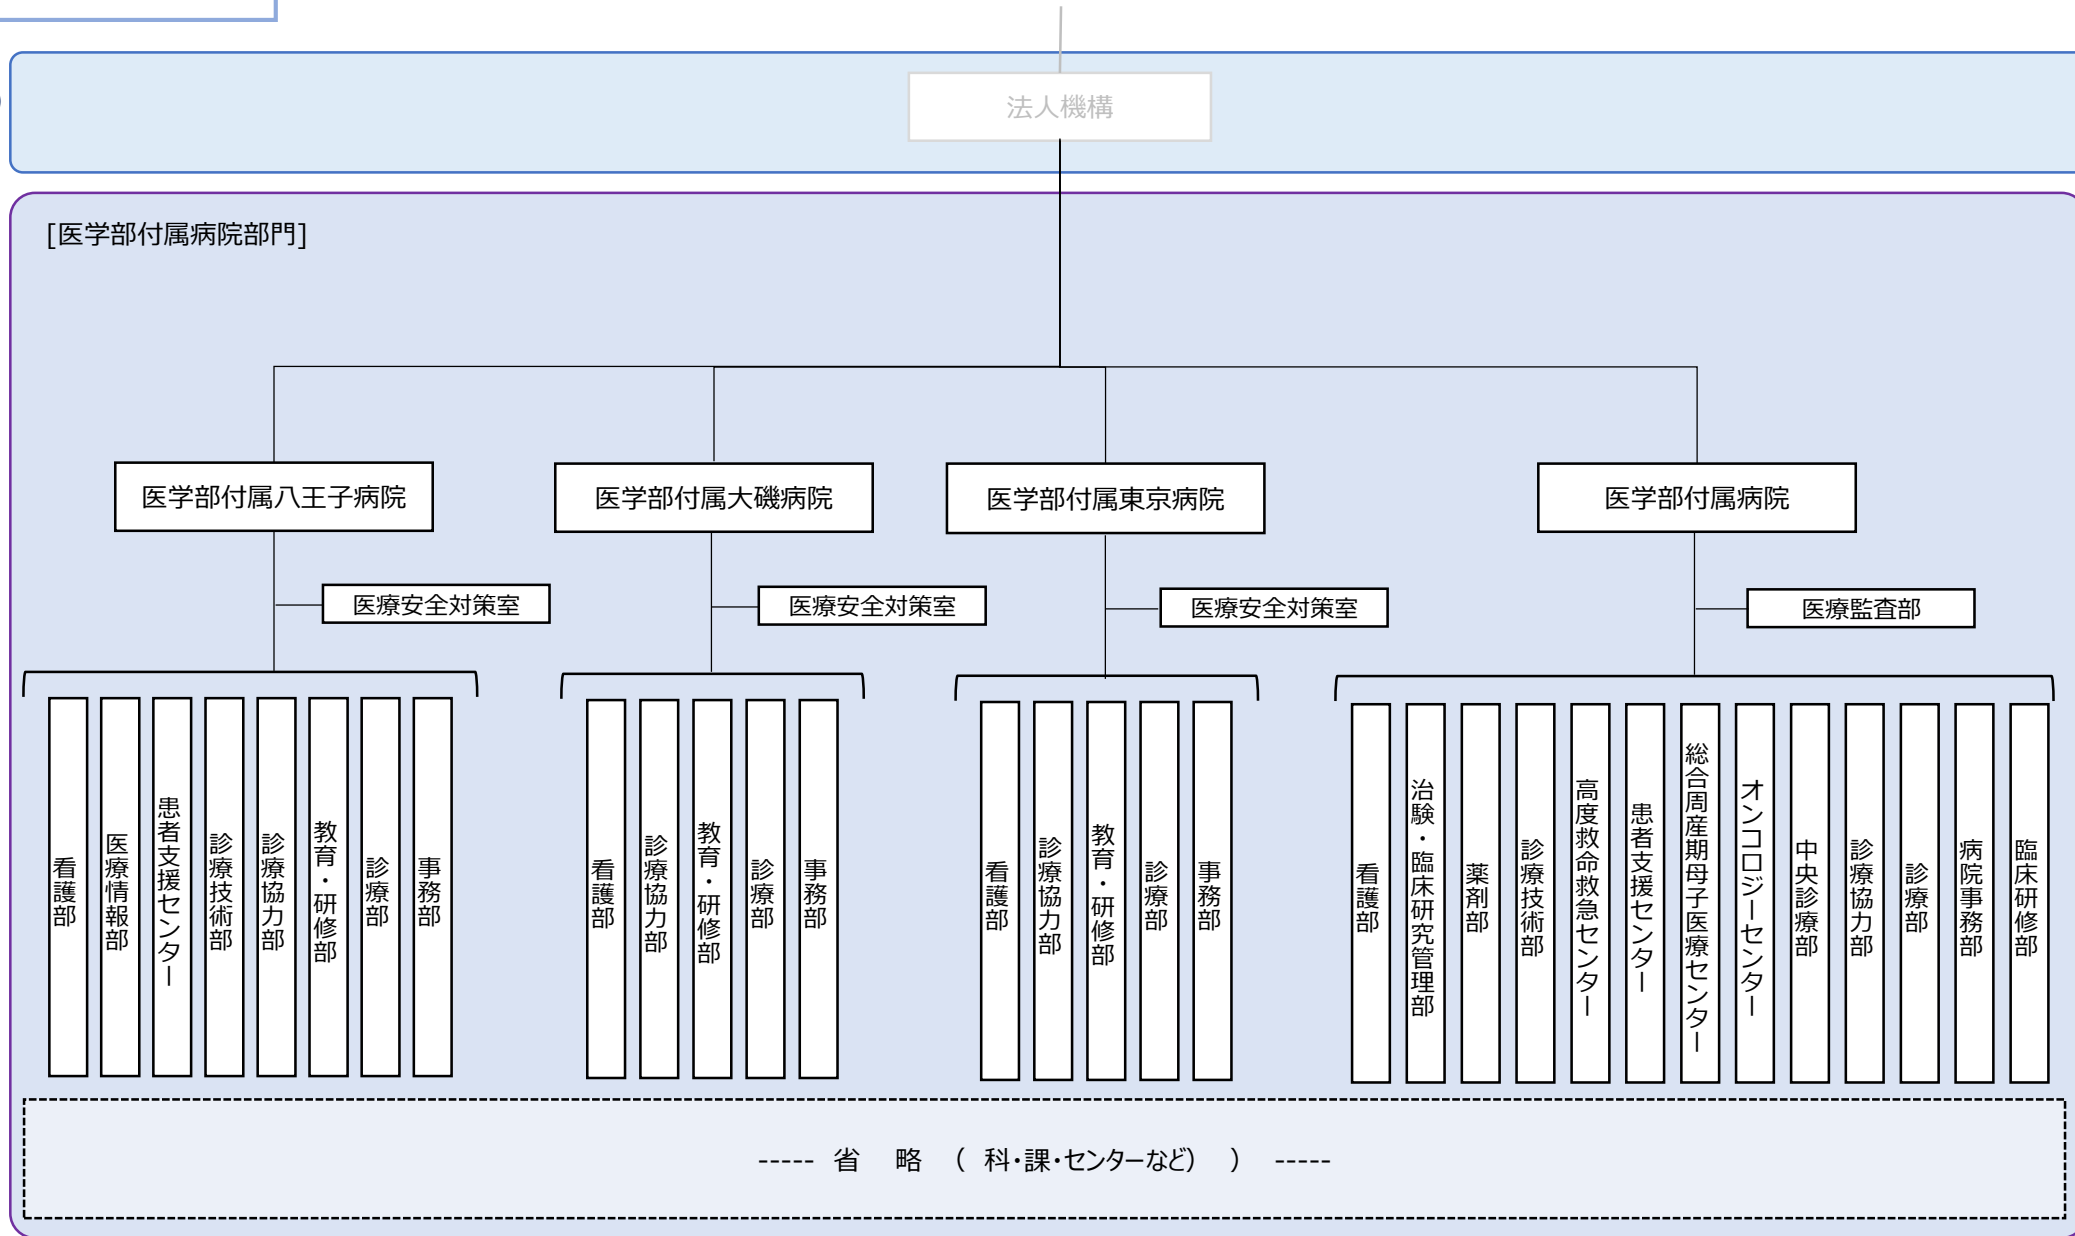 法人機構
[医学部付属病院部門]
医学部付属八王子病院
医学部付属大磯病院
医学部付属東京病院
医学部付属病院
医療安全対策室
医療安全対策室
医療安全対策室
医療監査部
看護部
医療情報部
患者支援センター
診療技術部
診療協力部
教育・研修部
診療部
事務部
看護部
診療協力部
教育・研修部
診療部
事務部
看護部
診療協力部
教育・研修部
診療部
事務部
看護部
治験・臨床研究管理部
薬剤部
診療技術部
高度救命救急センター
患者支援センター
総合周産期母子医療センター
オンコロジーセンター
中央診療部
診療協力部
診療部
病院事務部
臨床研修部
----- 省 略 ( 科・課・センターなど) ) -----